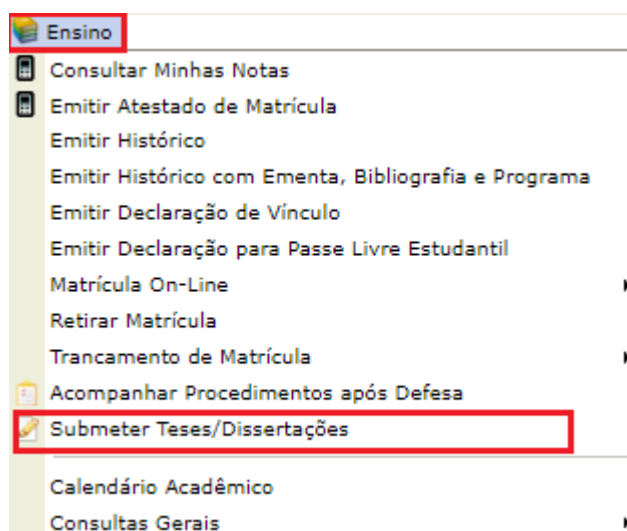 Ensino
Consultar Minhas Notas
Emitir Atestado de Matrícula
Emitir Histórico
Emitir Histórico com Ementa, Bibliografia e Programa
Emitir Declaração de Vínculo
Emitir Declaração para Passe Livre Estudantil
Matrícula On-Line
Retirar Matrícula
Trancamento de Matrícula
Acompanhar Procedimentos após Defesa
Submeter Teses/Dissertações
Calendário Acadêmico
Consultas Gerais